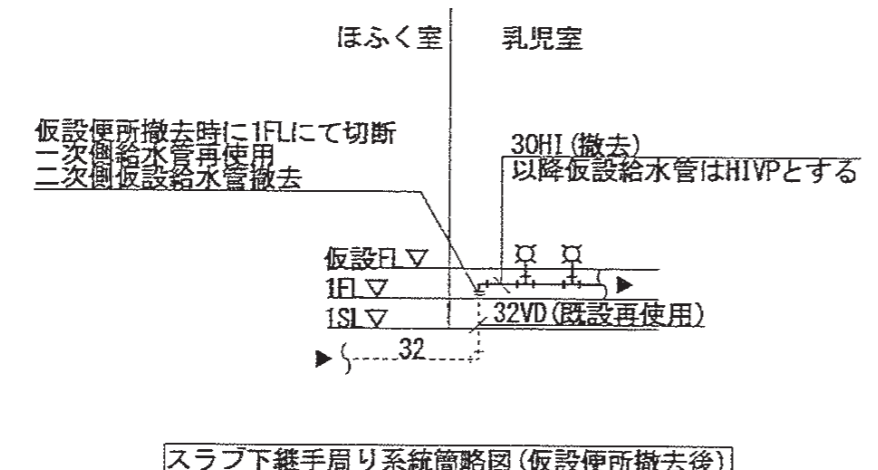 ほふく室
乳児室
仮設便所撤去時に1FLにて切断
一次側給水管再使用
二次側仮設給水管撤去
30HI(撤去)
以降仮設給水管はHIVPとする
仮設FL▽
1FL▽
1SL▽
32VD(既設再使用)
32
スラブ下継手周り系統簡略図(仮設便所撤去後)